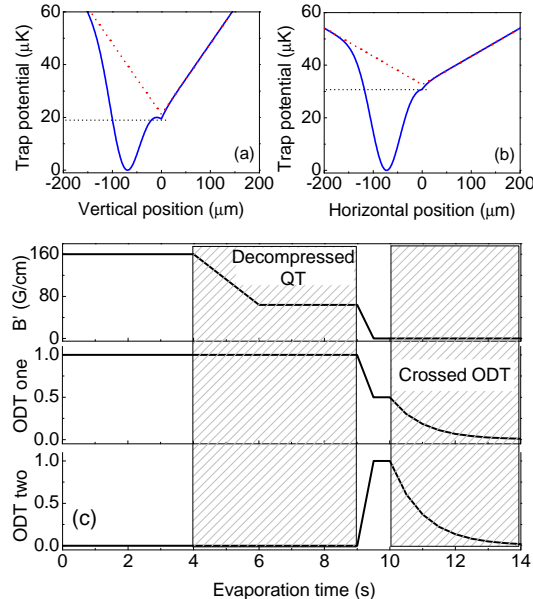 60
40
20
0
Trap potential (μK)
(a)
-200 -100 0 100 200
Vertical position (μm)
60
40
20
0
Trap potential (μK)
(b)
-200 -100 0 100 200
Horizontal position (μm)
160
80
0
B' (G/cm)
Decompressed
QT
1.0
0.5
0.0
ODT one
Crossed ODT
1.0
0.5
0.0
ODT two
(c)
0 2 4 6 8 10 12 14
Evaporation time (s)